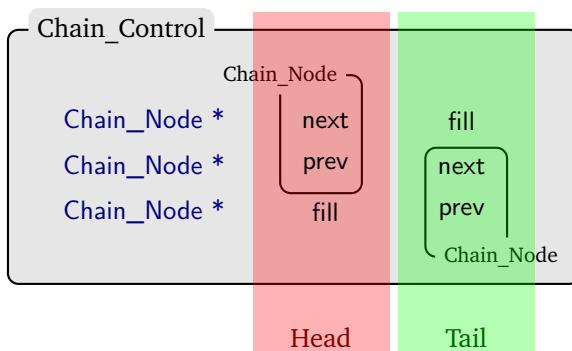 Chain_Control
Chain_Node
Chain_Node * next fill
Chain_Node * prev next
Chain_Node * fill prev
Chain_Node
Head Tail